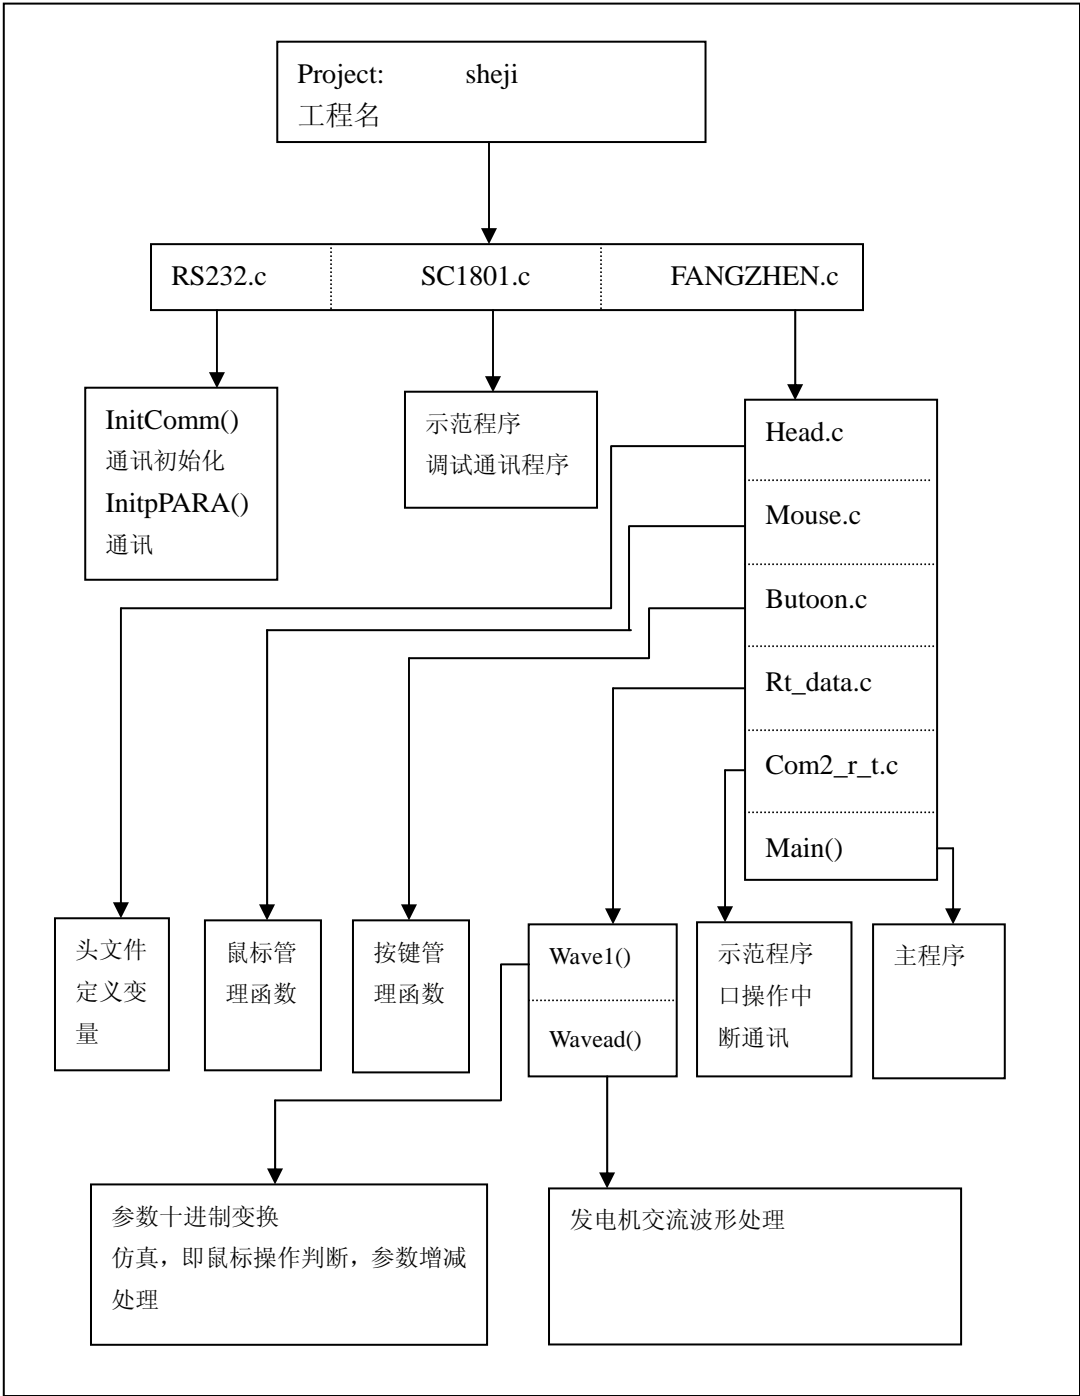 Project: sheji
工程名
RS232.c SC1801.c FANGZHEN.c
InitComm()
通讯初始化
InitpPARA()
通讯
示范程序
调试通讯程序
Head.c
Mouse.c
Butoon.c
Rt_data.c
Com2_r_t.c
Main()
头文件
定义变
量
鼠标管
理函数
按键管
理函数
Wave1()
Wavead()
示范程序
口操作中
断通讯
主程序
参数十进制变换
仿真，即鼠标操作判断，参数增减
处理
发电机交流波形处理